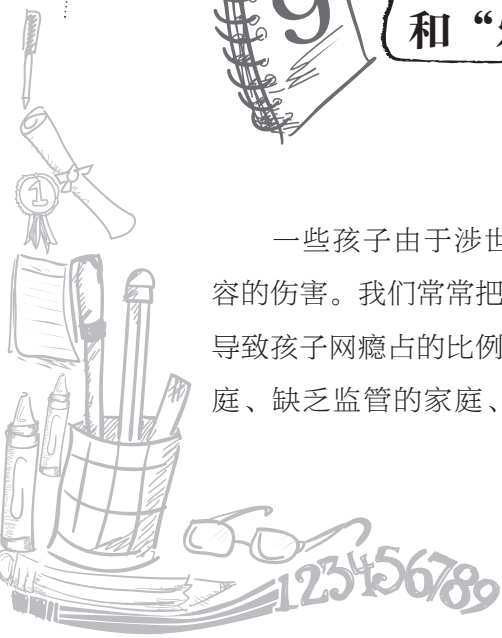 9
和“
一些孩子由于涉世
容的伤害。我们常常把
导致孩子网瘾占的比例
庭、缺乏监管的家庭、
1
123456789